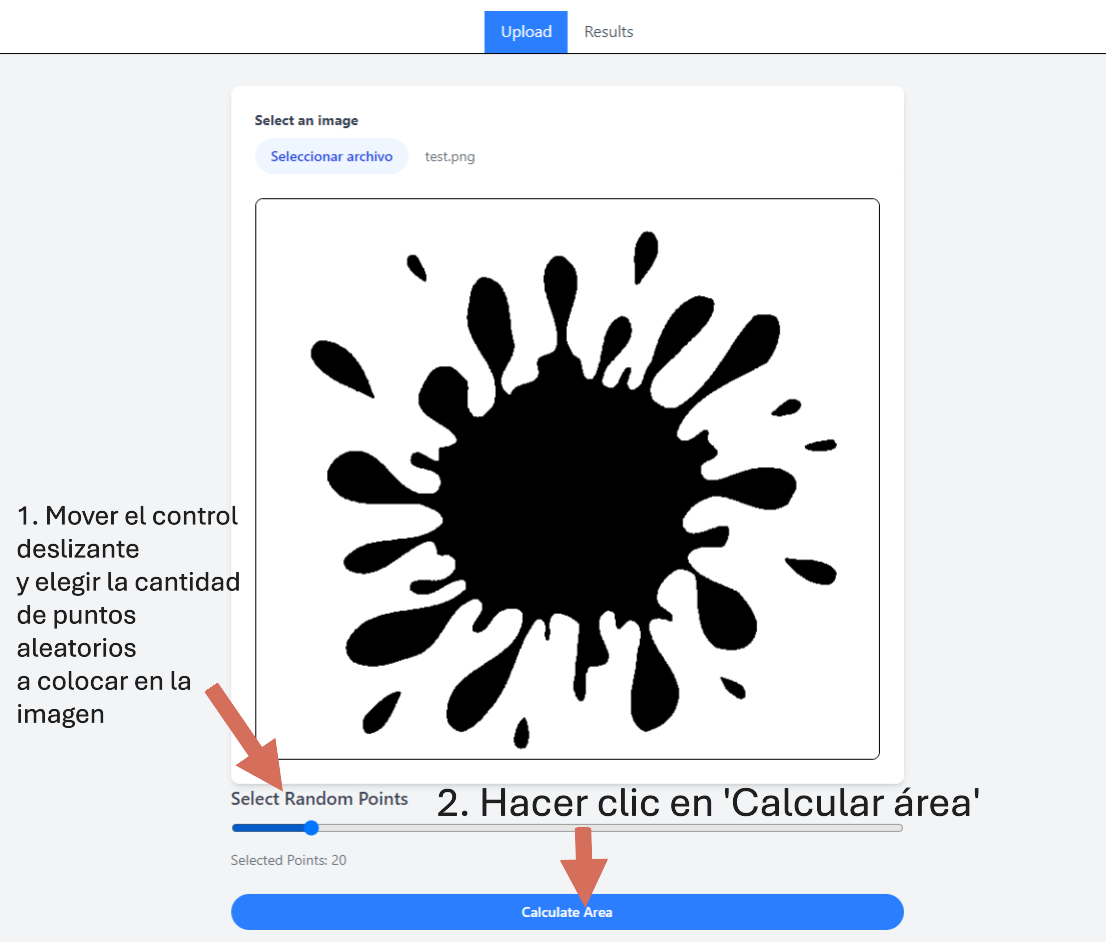 Upload
Results
Select an image
Seleccionar archivo
test.png
1. Mover el control
deslizante
y elegir la cantidad
de puntos
aleatorios
a colocar en la
imagen
Select Random Points
2. Hacer clic en 'Calcular área'
Selected Points: 20
Calculate Area